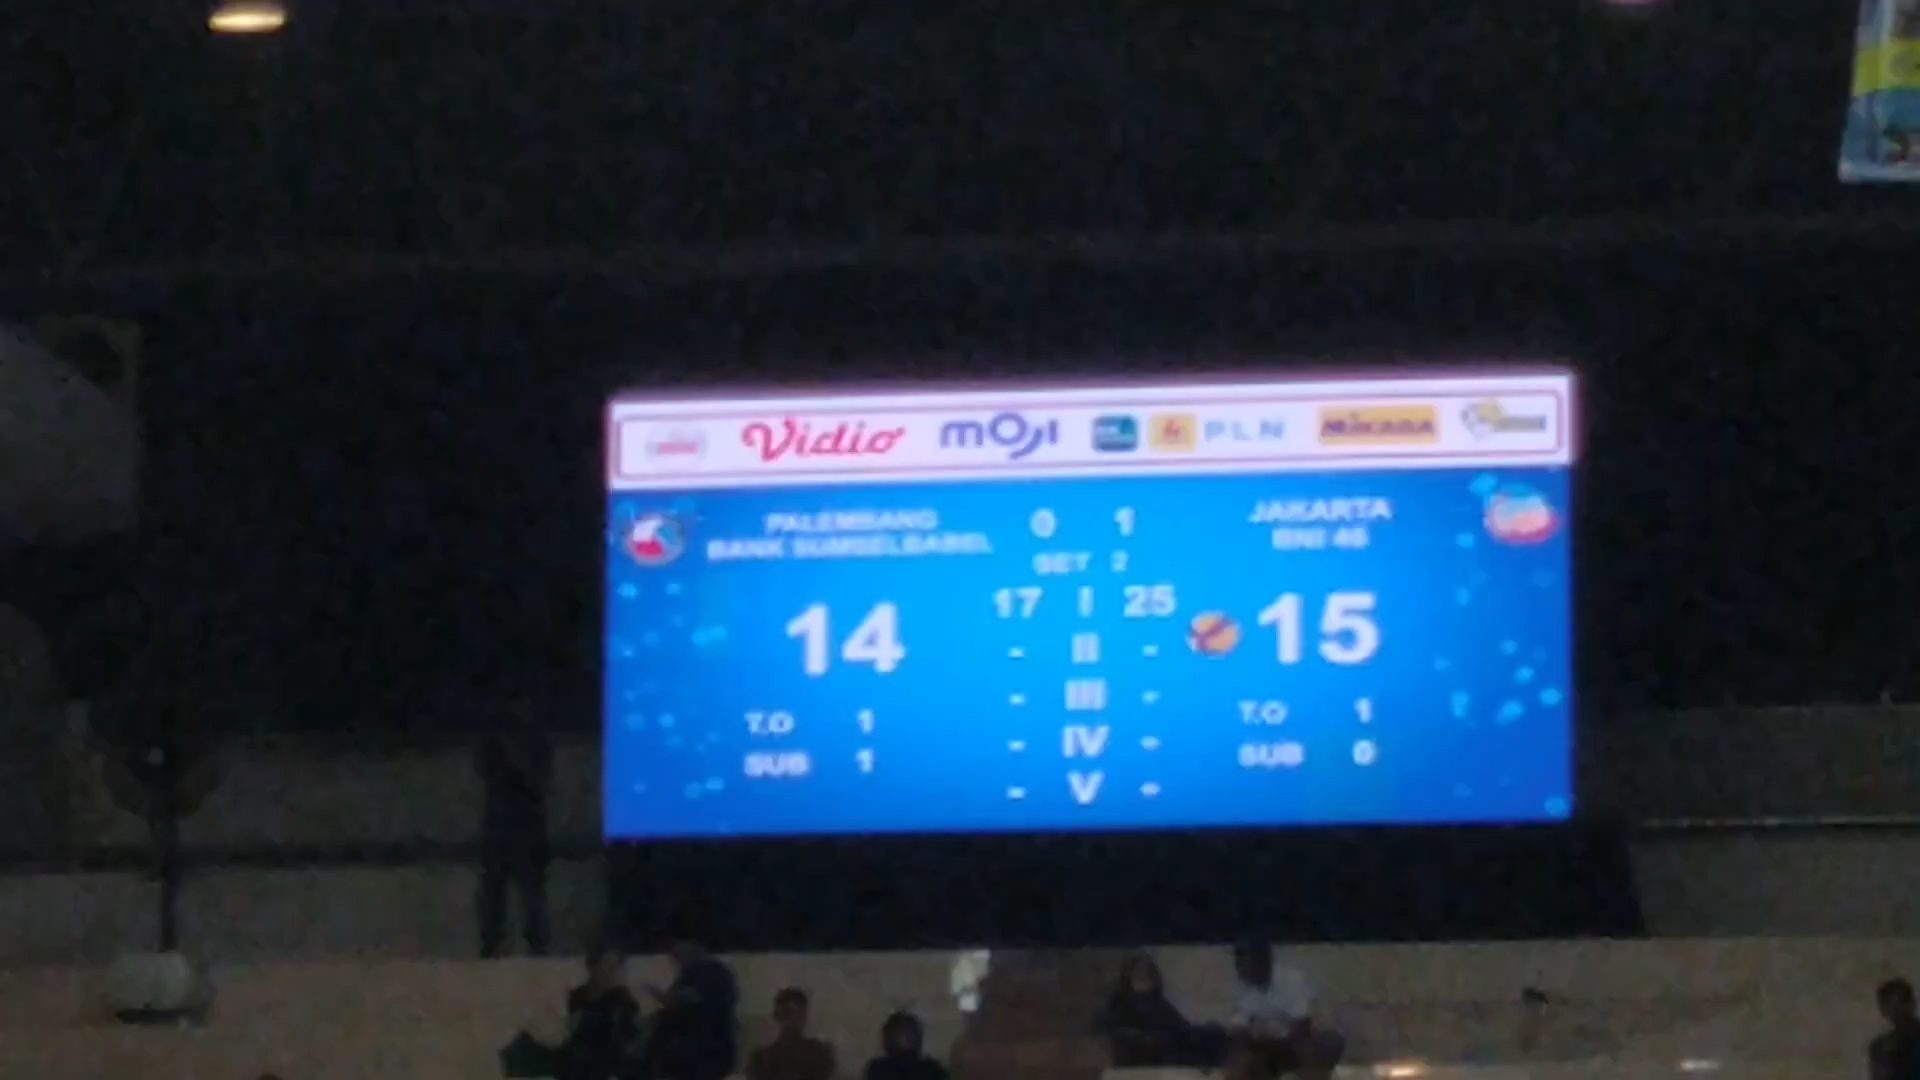 Vidio moji PLN MIKASA
PALEMBANG
BANK SUMSELBABEL
0 1
JAKARTA
BNI 46
SET 2
17 I 25
14
15
- II -
- III -
T.O 1
T.O 1
- IV -
SUB 1
SUB 0
- V -